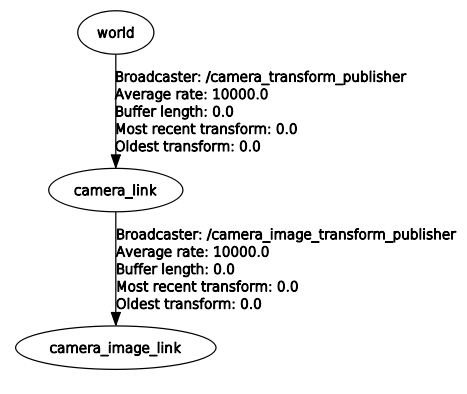 world
Broadcaster: /camera_transform_publisher
Average rate: 10000.0
Buffer length: 0.0
Most recent transform: 0.0
Oldest transform: 0.0
camera_link
Broadcaster: /camera_image_transform_publisher
Average rate: 10000.0
Buffer length: 0.0
Most recent transform: 0.0
Oldest transform: 0.0
camera_image_link